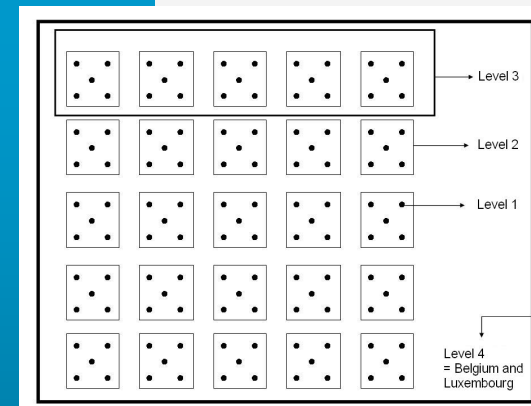 Level 3
Level 2
Level 1
Level 4
= Belgium and
Luxembourg